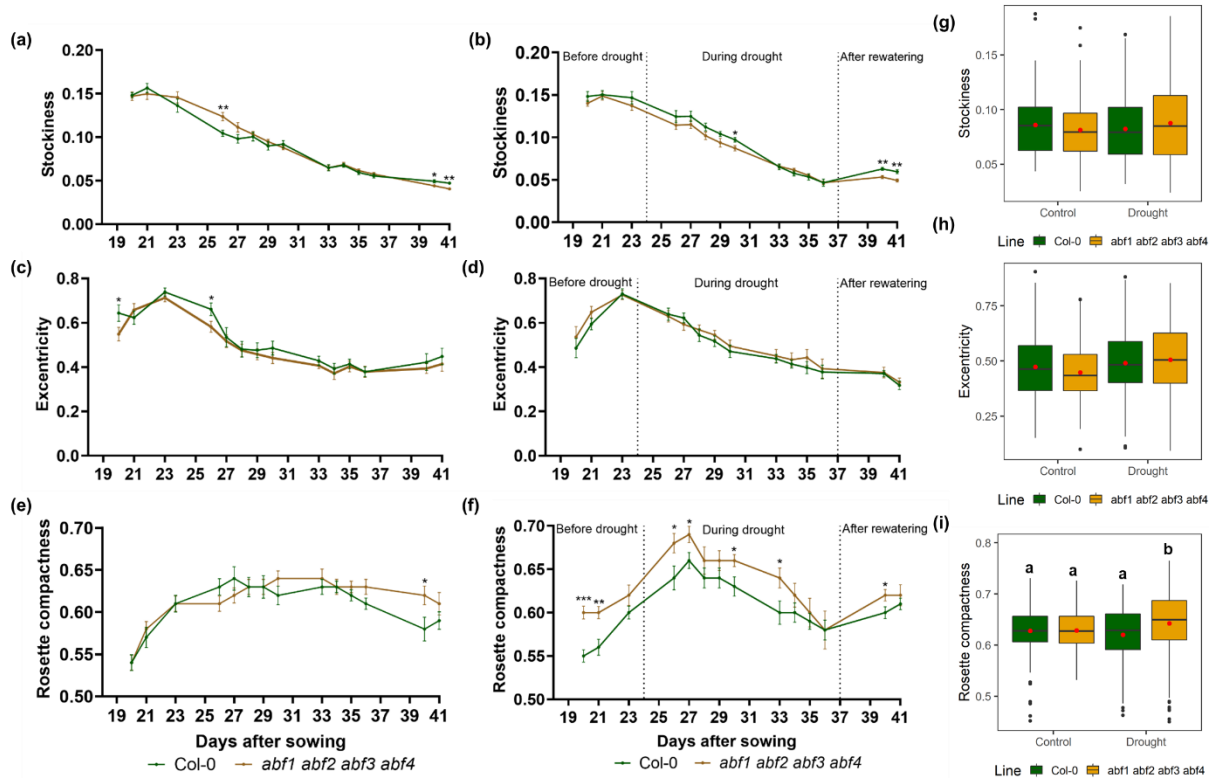 (a)
Stockiness
0.20
0.15
0.10
0.05
0.00
**
*
**
19 21 23 25 27 29 31 33 35 37 39 41
(b)
Stockiness
0.20
0.15
0.10
0.05
0.00
Before drought
During drought
After rewatering
*
**
**
19 21 23 25 27 29 31 33 35 37 39 41
(g)
Stockiness
0.15
0.10
0.05
Control
Drought
Line Col-0 abf1 abf2 abf3 abf4
(c)
Excentricity
0.8
0.6
0.4
0.2
0.0
*
*
19 21 23 25 27 29 31 33 35 37 39 41
(d)
Excentricity
0.8
0.6
0.4
0.2
0.0
Before drought
During drought
After rewatering
19 21 23 25 27 29 31 33 35 37 39 41
(h)
Excentricity
0.75
0.50
0.25
Control
Drought
Line Col-0 abf1 abf2 abf3 abf4
(e)
Rosette compactness
0.70
0.65
0.60
0.55
0.50
*
19 21 23 25 27 29 31 33 35 37 39 41
Days after sowing
Col-0 abf1 abf2 abf3 abf4
(f)
Rosette compactness
0.70
0.65
0.60
0.55
0.50
Before drought
During drought
After rewatering
***
**
*
*
*
*
*
19 21 23 25 27 29 31 33 35 37 39 41
Days after sowing
Col-0 abf1 abf2 abf3 abf4
(i)
Rosette compactness
0.8
0.7
0.6
0.5
a
a
a
b
Control
Drought
Line Col-0 abf1 abf2 abf3 abf4